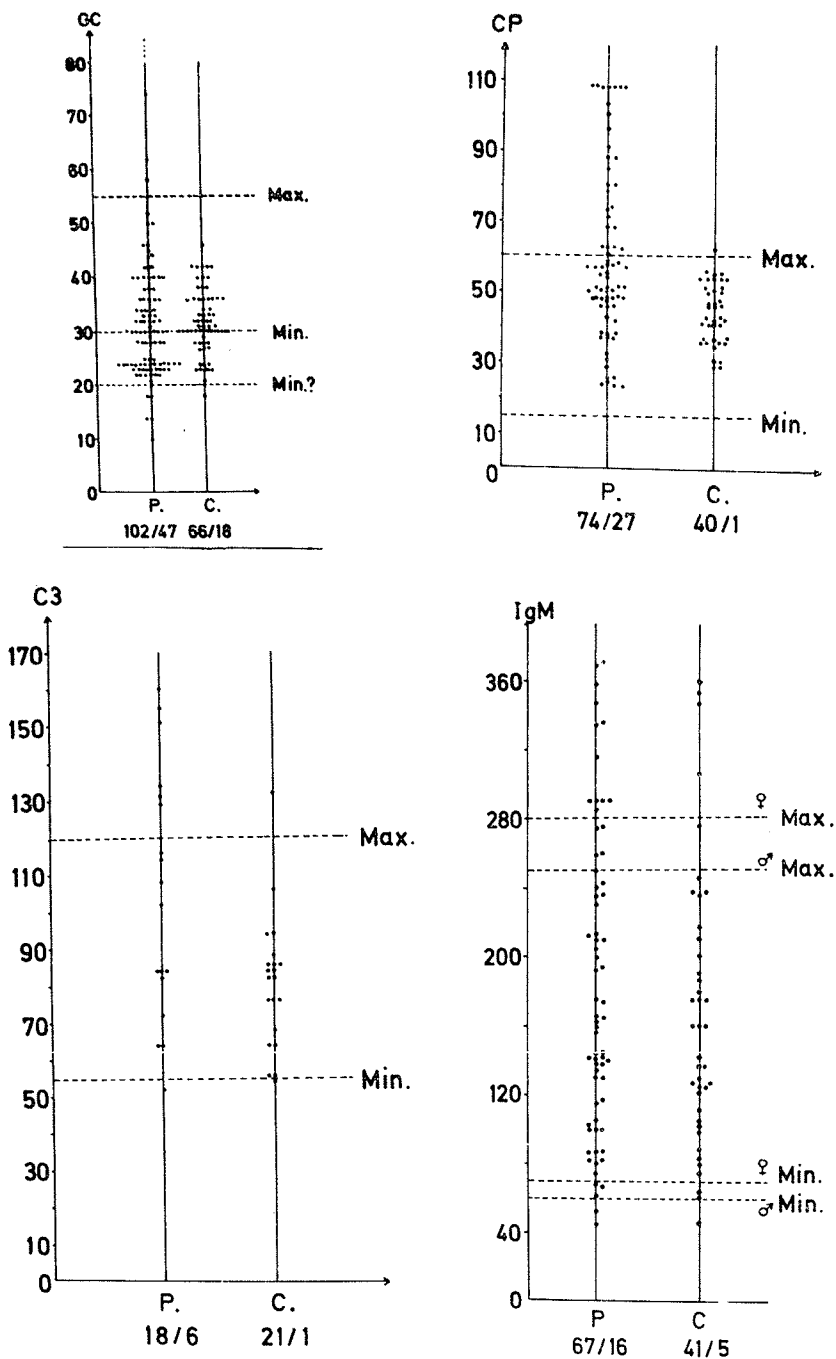 GC
80
70
60
50
40
30
20
10
0
Max.
Min.
Min.?
P. C.
102/47 66/18
CP
110
90
70
50
30
10
0
Max.
Min.
P. C.
74/27 40/1
C3
170
150
130
110
90
70
50
30
10
0
Max.
Min.
P. C.
18/6 21/1
IgM
360
280
200
120
40
0
♀ Max.
♂ Max.
♀ Min.
♂ Min.
P C
67/16 41/5